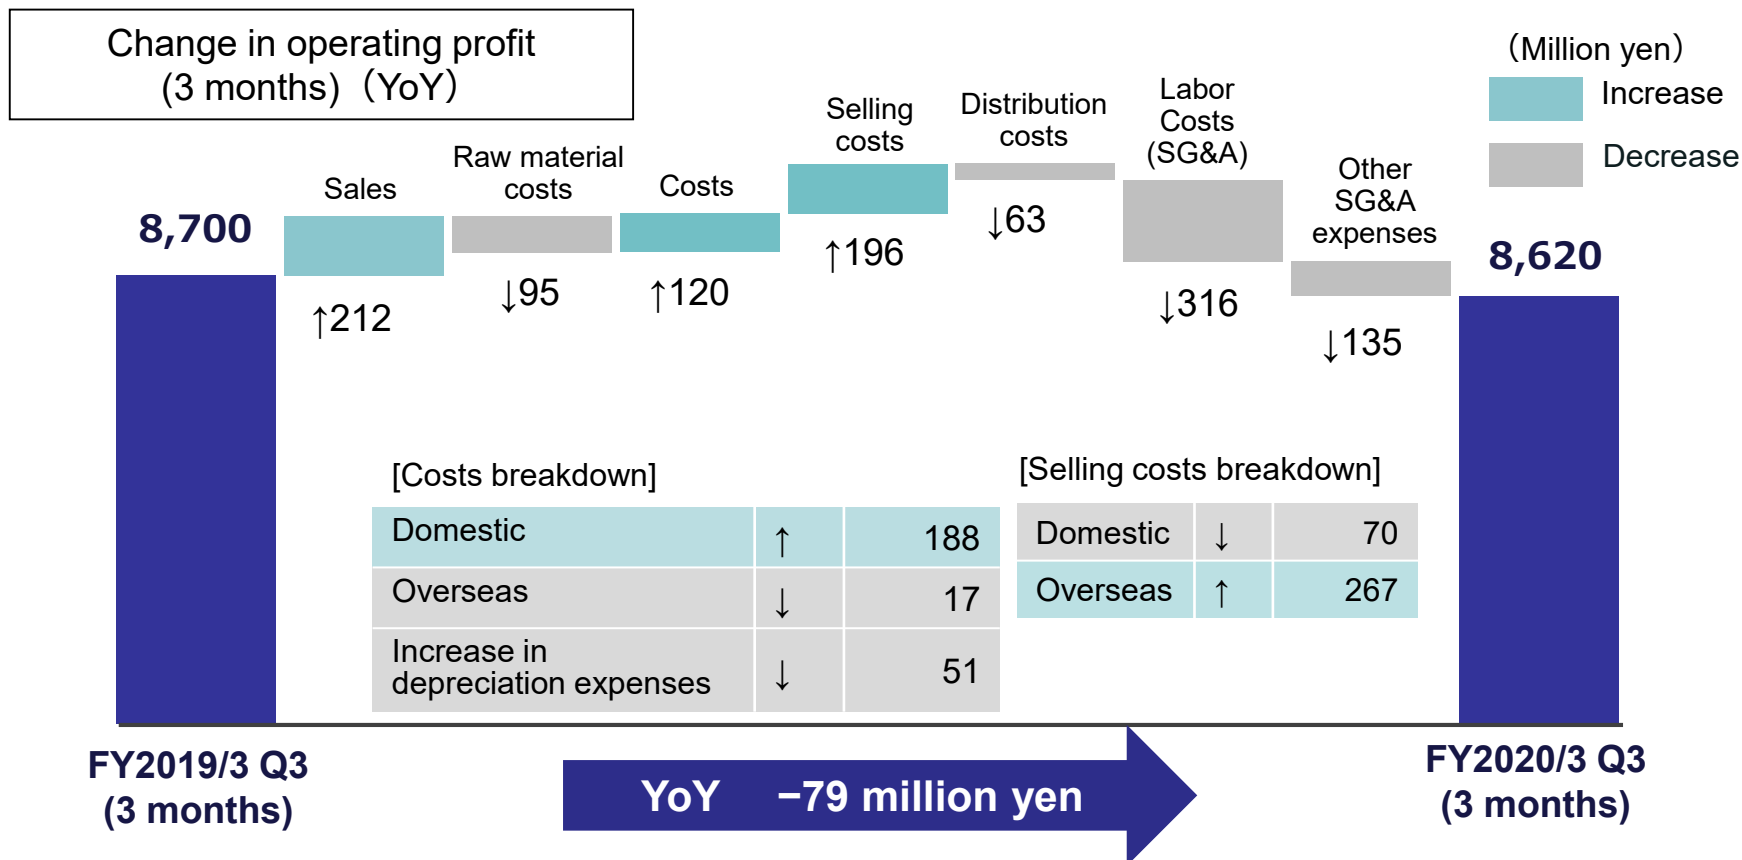 Change in operating profit
(3 months)（YoY）
（Million yen）
Increase
Decrease
8,700
Sales
↑212
Raw material
costs
↓95
Costs
↑120
Selling
costs
↑196
Distribution
costs
↓63
Labor
Costs
(SG&A)
↓316
Other
SG&A
expenses
↓135
8,620
[Costs breakdown]
Domestic ↑ 188
Overseas ↓ 17
Increase in
depreciation expenses ↓ 51
[Selling costs breakdown]
Domestic ↓ 70
Overseas ↑ 267
FY2019/3 Q3
(3 months)
YoY −79 million yen
FY2020/3 Q3
(3 months)